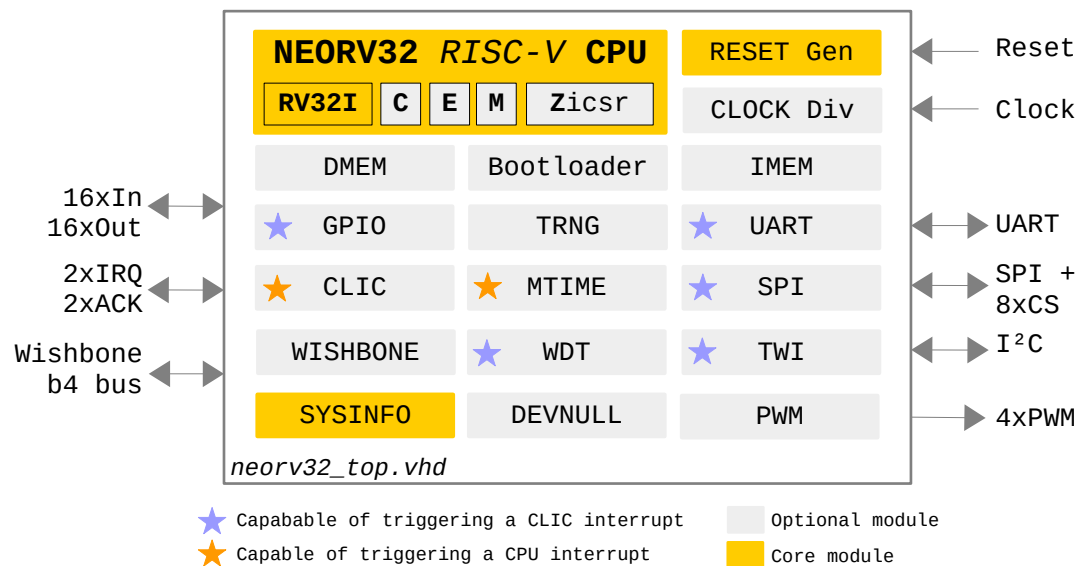 NEORV32 RISC-V CPU
RV32I C E M Zicsr
RESET Gen
CLOCK Div
Reset
Clock
DMEM
Bootloader
IMEM
16xIn
16xOut
GPIO
TRNG
UART
UART
2xIRQ
2xACK
CLIC
MTIME
SPI
SPI +
8xCS
Wishbone
b4 bus
WISHBONE
WDT
TWI
I²C
SYSINFO
DEVNULL
PWM
4xPWM
neorv32_top.vhd
Capabable of triggering a CLIC interrupt
Optional module
Capable of triggering a CPU interrupt
Core module